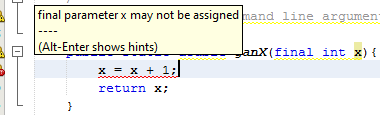 final parameter x may not be assigned
----
(Alt-Enter shows hints)
mand line argument
ganX(final int x){
x = x + 1;
return x;
}